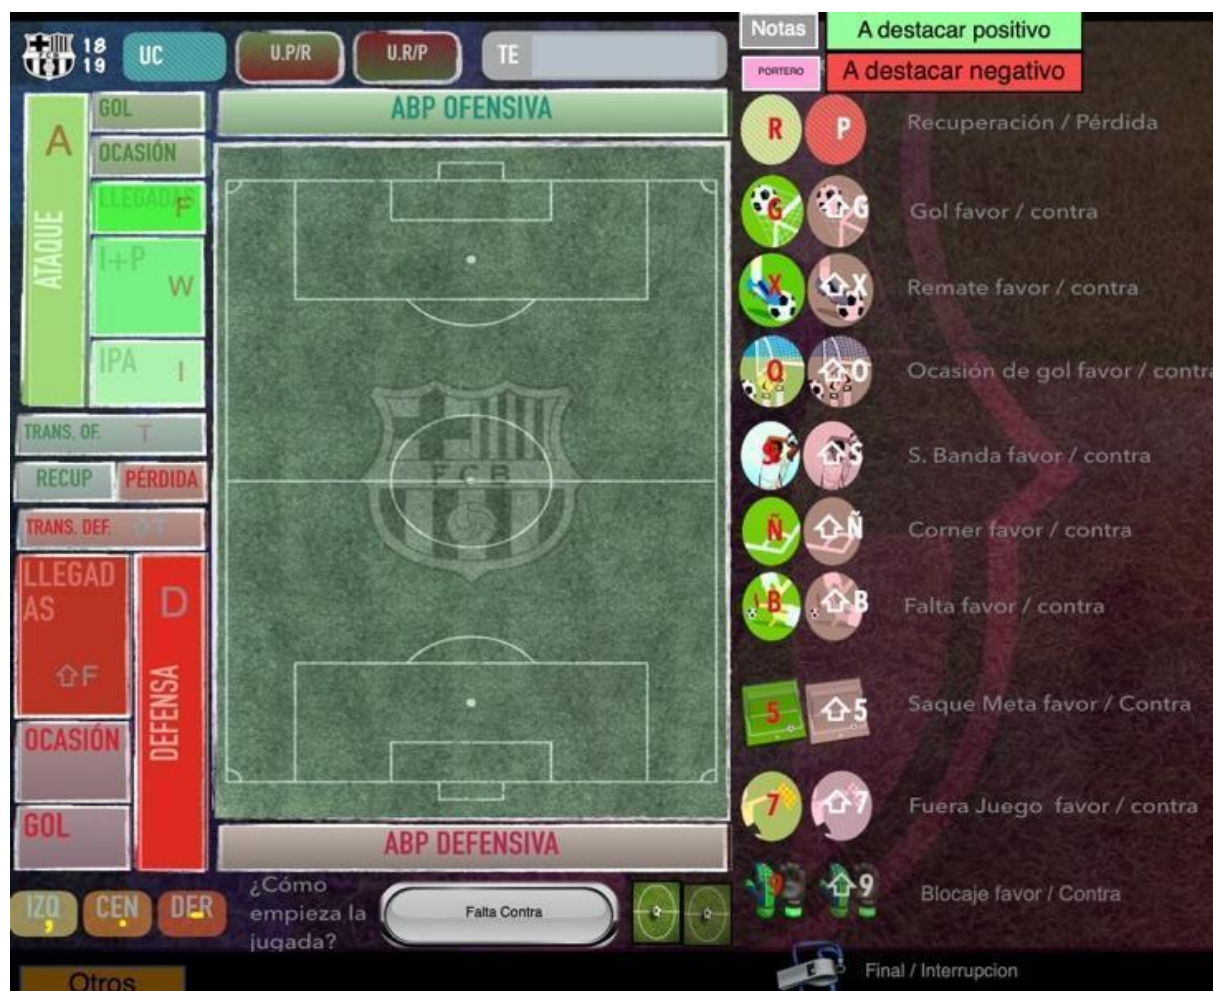 18
19
UC
U.P/R
U.R/P
TE
Notas
A destacar positivo
PORTERO
A destacar negativo
ATAQUE
A
GOL
OCASIÓN
LLEGADAS
F
I+P
W
IPA
I
TRANS. OF. T
RECUP
PÉRDIDA
TRANS. DEF. ⇧T
LLEGAD
AS
⇧F
D
DEFENSA
OCASIÓN
GOL
ABP OFENSIVA
FCB
ABP DEFENSIVA
R P Recuperación / Pérdida
G ⇧G Gol favor / contra
X ⇧X Remate favor / contra
O ⇧O Ocasión de gol favor / contra
S ⇧S S. Banda favor / contra
Ñ ⇧Ñ Corner favor / contra
B ⇧B Falta favor / contra
5 ⇧5 Saque Meta favor / Contra
7 ⇧7 Fuera Juego favor / contra
9 ⇧9 Blocaje favor / Contra
Final / Interrupcion
IZQ ,
CEN .
DER -
¿Cómo
empieza la
jugada?
Falta Contra
Otros